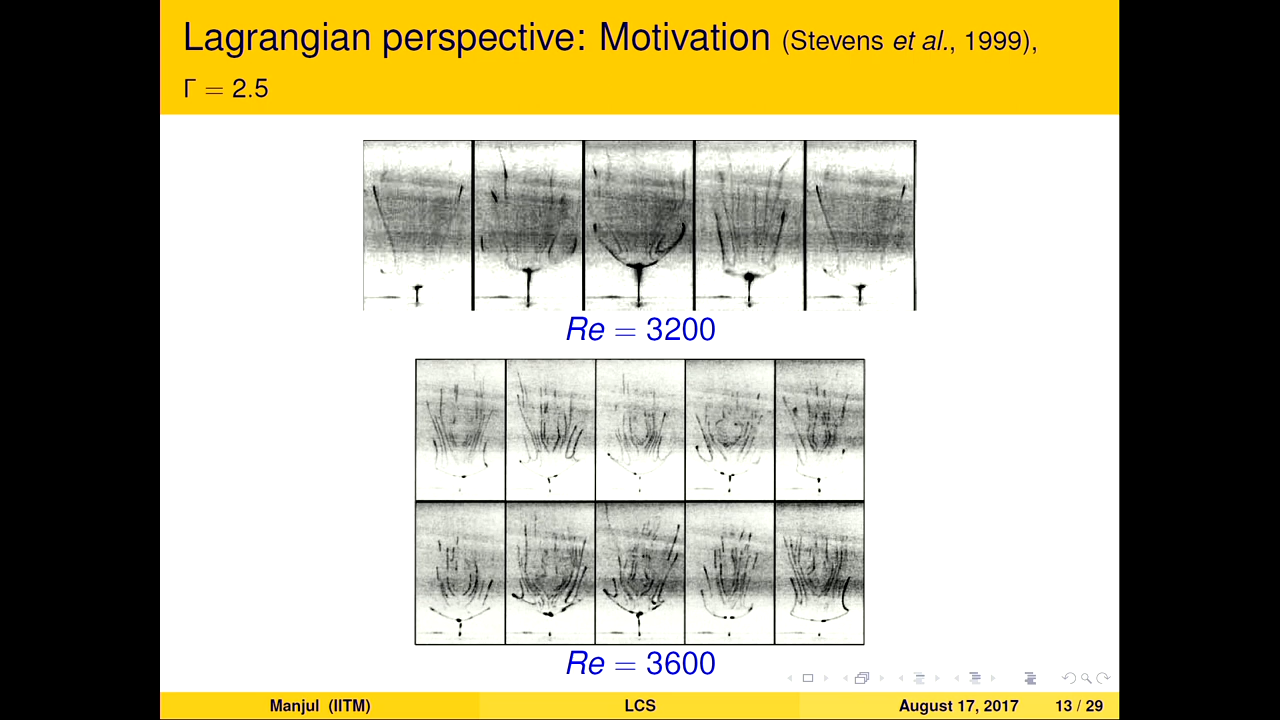 Lagrangian perspective: Motivation (Stevens et al., 1999),
Γ = 2.5
Re = 3200
Re = 3600
Manjul (IITM) LCS August 17, 2017 13 / 29